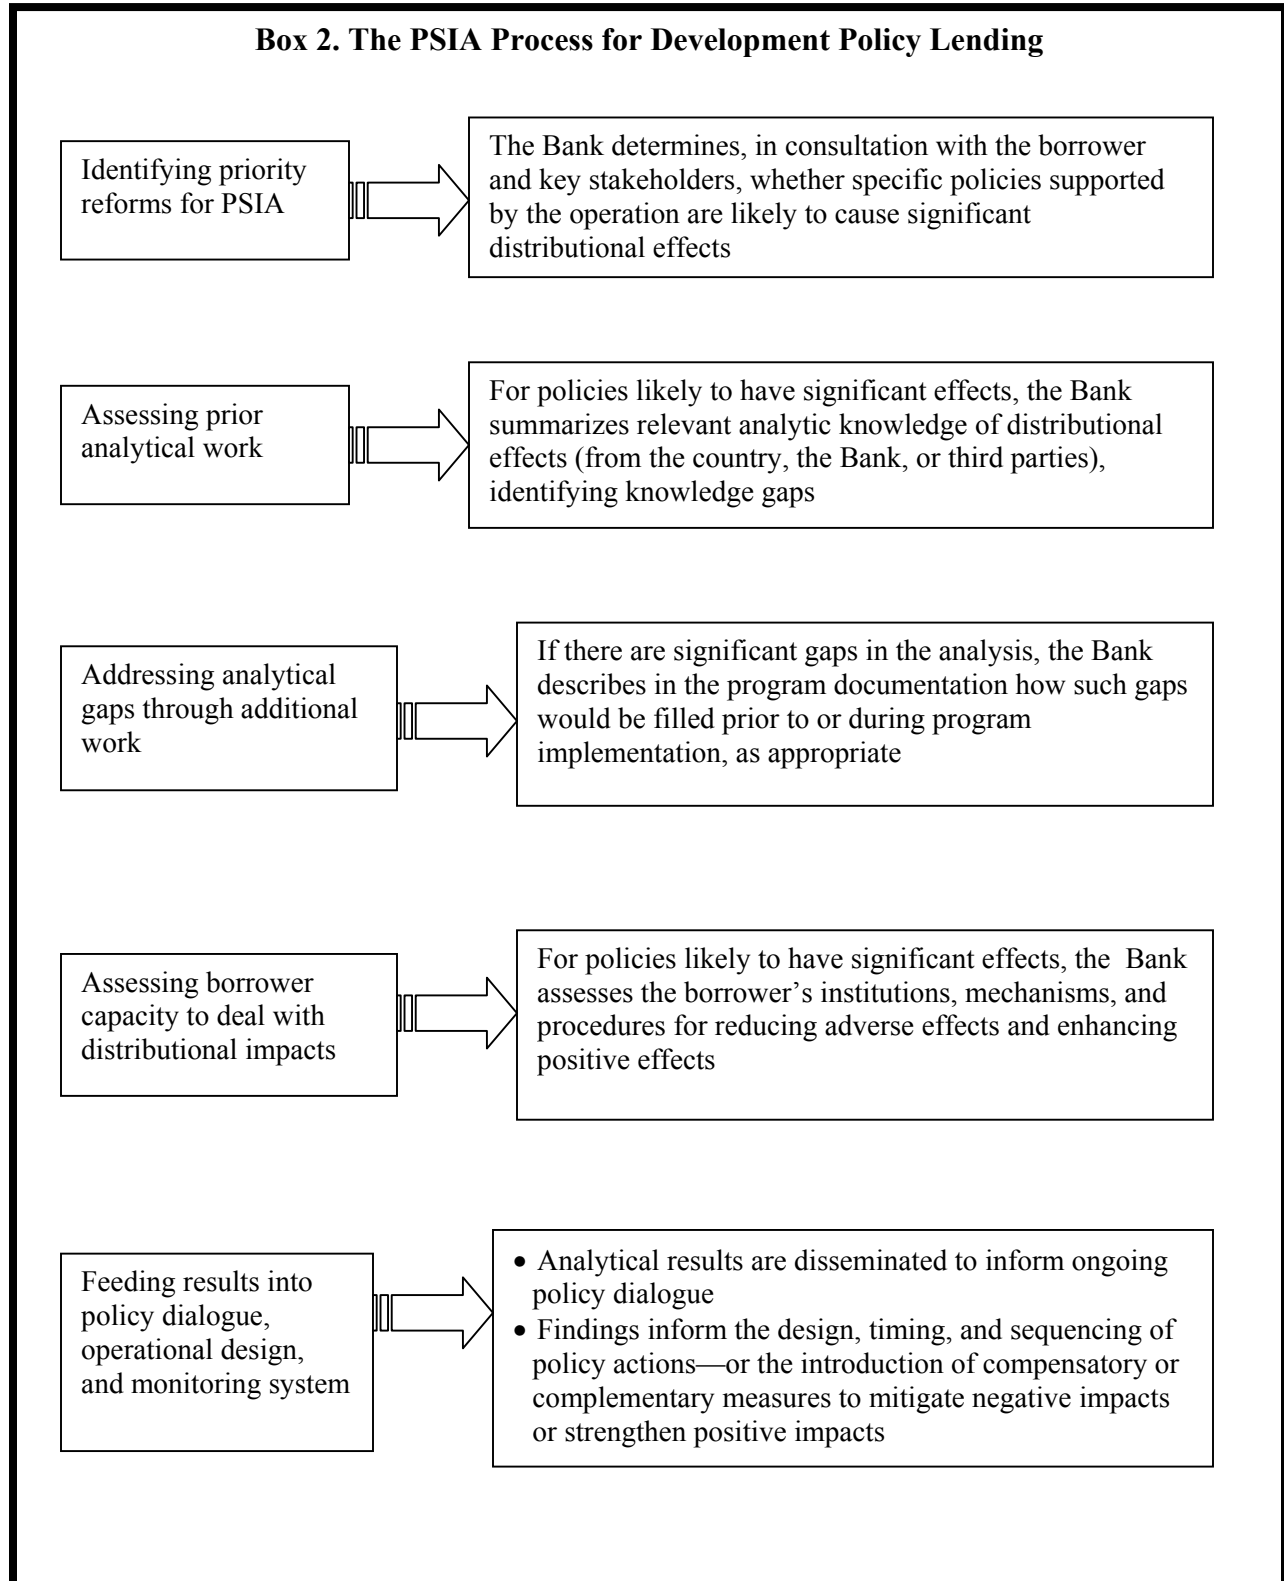 Box 2. The PSIA Process for Development Policy Lending
Identifying priority
reforms for PSIA
The Bank determines, in consultation with the borrower
and key stakeholders, whether specific policies supported
by the operation are likely to cause significant
distributional effects
Assessing prior
analytical work
For policies likely to have significant effects, the Bank
summarizes relevant analytic knowledge of distributional
effects (from the country, the Bank, or third parties),
identifying knowledge gaps
Addressing analytical
gaps through additional
work
If there are significant gaps in the analysis, the Bank
describes in the program documentation how such gaps
would be filled prior to or during program
implementation, as appropriate
Assessing borrower
capacity to deal with
distributional impacts
For policies likely to have significant effects, the Bank
assesses the borrower’s institutions, mechanisms, and
procedures for reducing adverse effects and enhancing
positive effects
Feeding results into
policy dialogue,
operational design,
and monitoring system
• Analytical results are disseminated to inform ongoing
policy dialogue
• Findings inform the design, timing, and sequencing of
policy actions—or the introduction of compensatory or
complementary measures to mitigate negative impacts
or strengthen positive impacts